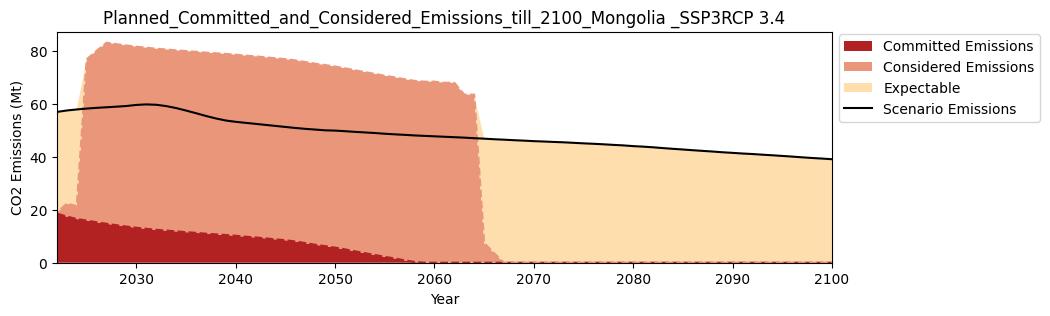 Planned_Committed_and_Considered_Emissions_till_2100_Mongolia _SSP3RCP 3.4
CO2 Emissions (Mt)
80
60
40
20
0
2030 2040 2050 2060 2070 2080 2090 2100
Year
Committed Emissions
Considered Emissions
Expectable
Scenario Emissions